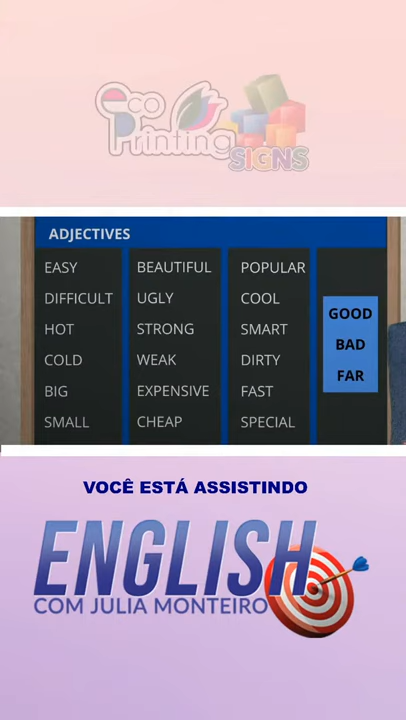 eco
Printing
SIGNS
ADJECTIVES
EASY BEAUTIFUL POPULAR
DIFFICULT UGLY COOL
HOT STRONG SMART
COLD WEAK DIRTY
BIG EXPENSIVE FAST
SMALL CHEAP SPECIAL
GOOD
BAD
FAR
VOCÊ ESTÁ ASSISTINDO
ENGLISH
COM JULIA MONTEIRO